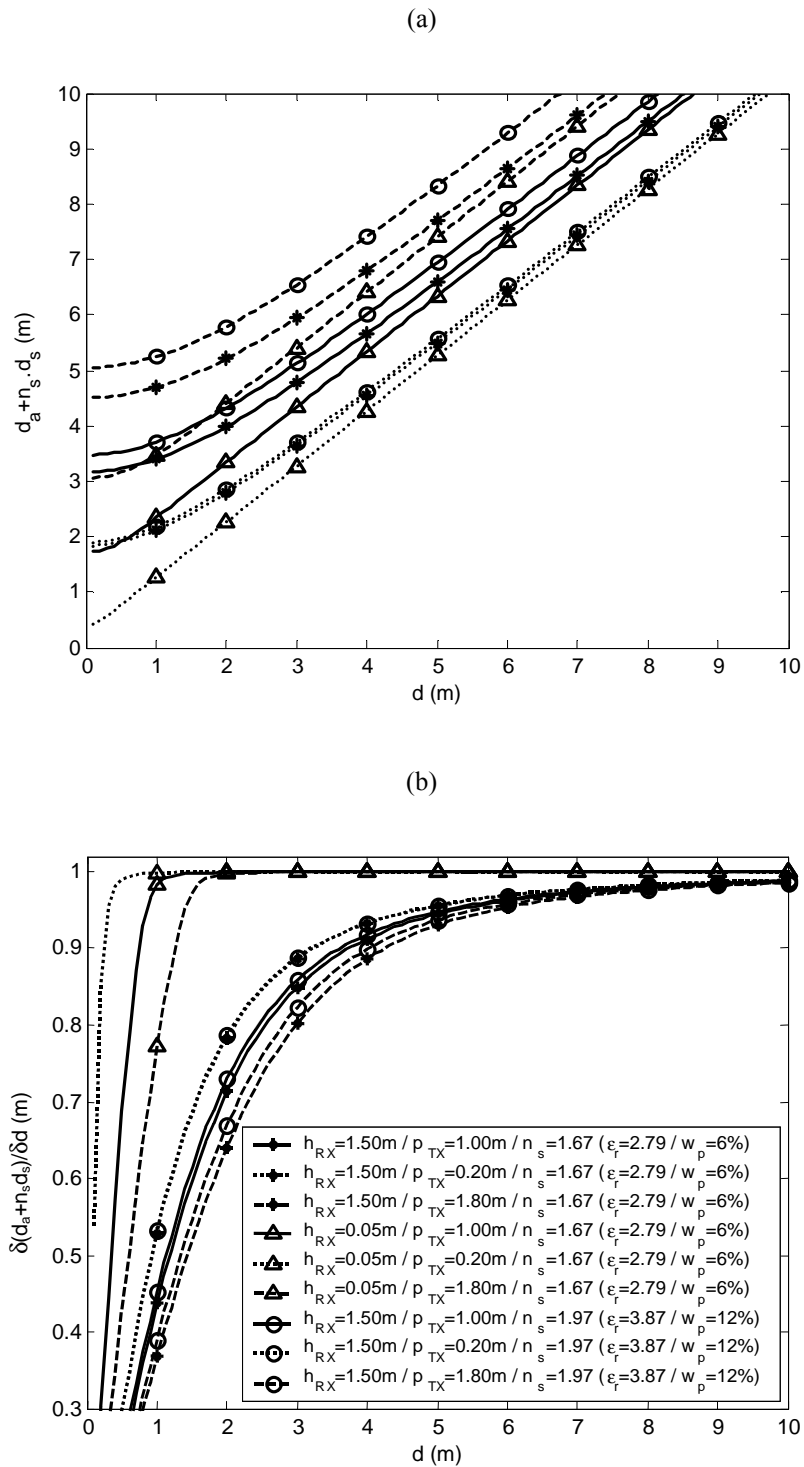 (a)
10
9
8
7
6
5
4
3
2
1
0
d_a+n_s.d_s (m)
0 1 2 3 4 5 6 7 8 9 10
d (m)
(b)
1
0.9
0.8
0.7
0.6
0.5
0.4
0.3
δ(d_a+n_sd_s)/δd (m)
h_RX=1.50m / p_TX=1.00m / n_s=1.67 (ε_r=2.79 / w_p=6%)
h_RX=1.50m / p_TX=0.20m / n_s=1.67 (ε_r=2.79 / w_p=6%)
h_RX=1.50m / p_TX=1.80m / n_s=1.67 (ε_r=2.79 / w_p=6%)
h_RX=0.05m / p_TX=1.00m / n_s=1.67 (ε_r=2.79 / w_p=6%)
h_RX=0.05m / p_TX=0.20m / n_s=1.67 (ε_r=2.79 / w_p=6%)
h_RX=0.05m / p_TX=1.80m / n_s=1.67 (ε_r=2.79 / w_p=6%)
h_RX=1.50m / p_TX=1.00m / n_s=1.97 (ε_r=3.87 / w_p=12%)
h_RX=1.50m / p_TX=0.20m / n_s=1.97 (ε_r=3.87 / w_p=12%)
h_RX=1.50m / p_TX=1.80m / n_s=1.97 (ε_r=3.87 / w_p=12%)
0 1 2 3 4 5 6 7 8 9 10
d (m)